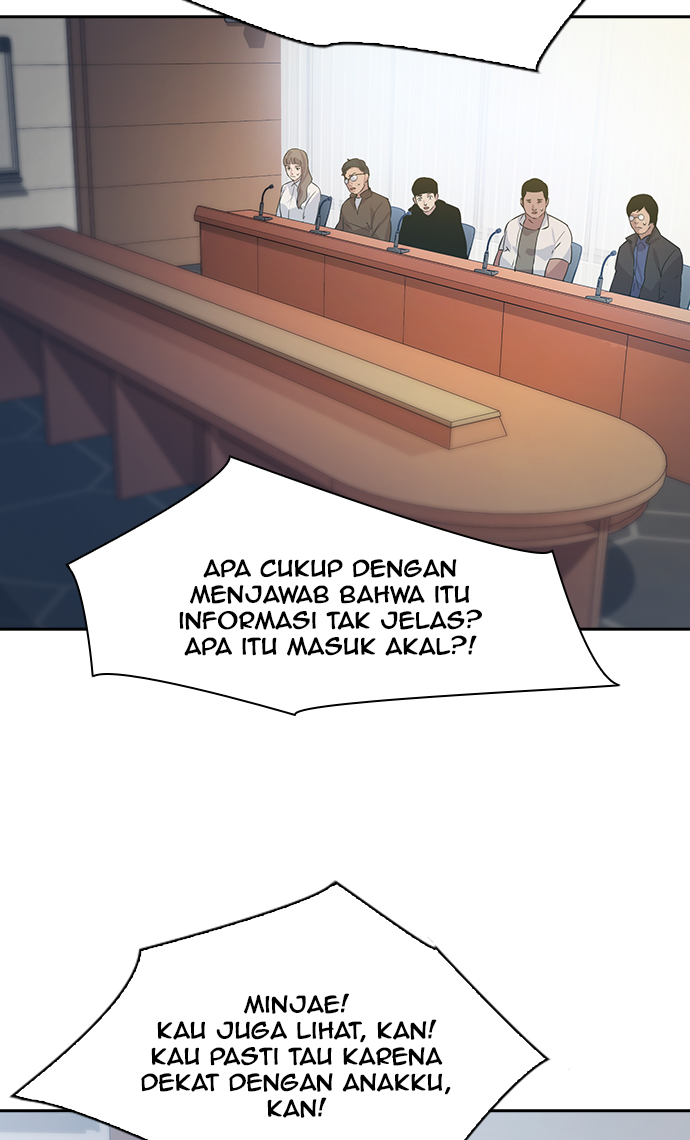 APA CUKUP DENGAN
MENJAWAB BAHWA ITU
INFORMASI TAK JELAS?
APA ITU MASUK AKAL?!
MINJAE!
KAU JUGA LIHAT, KAN!
KAU PASTI TAU KARENA
DEKAT DENGAN ANAKKU,
KAN!